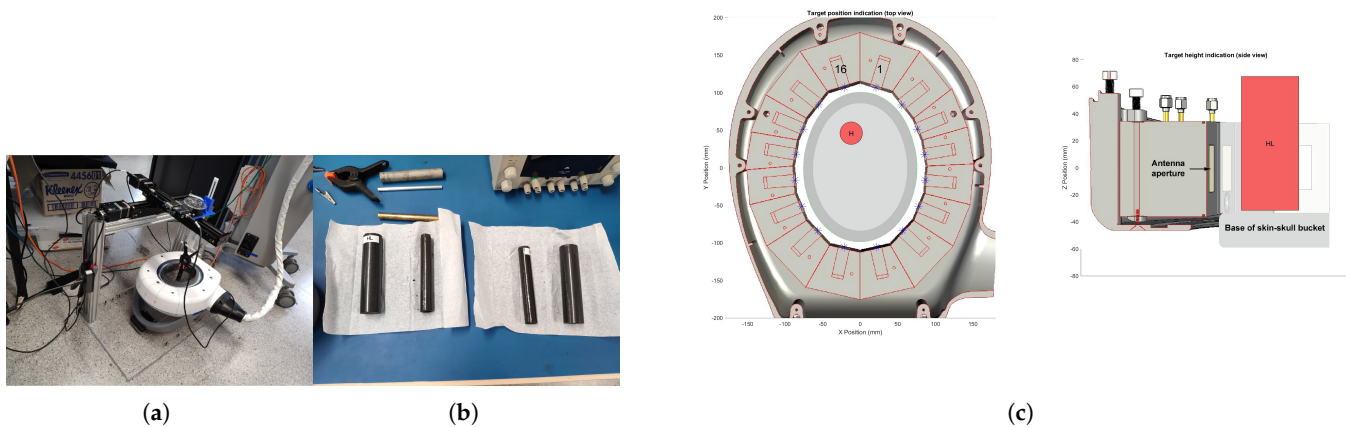 4456
Kleenex
HL
(a)
(b)
Target position indication (top view)
200
150
100
50
0
-50
-100
-150
-200
Y Position (mm)
16
1
H
-150
-100
-50
0
50
100
150
X Position (mm)
Target height indication (side view)
80
60
40
20
0
-20
-40
-60
-80
Z Position (mm)
Antenna
aperture
HL
Base of skin-skull bucket
(c)